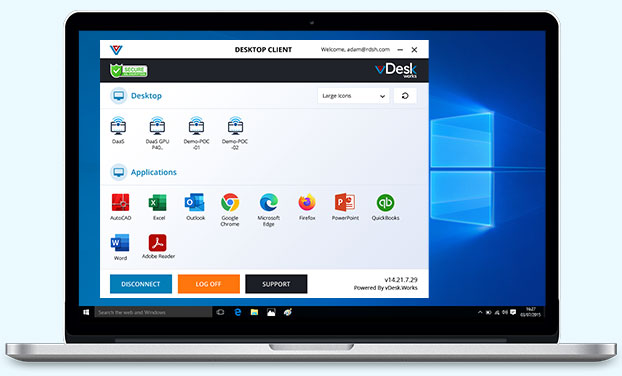 DESKTOP CLIENT
Welcome, adam@rdsh.com
SECURE
vDesk
works
Desktop
Large Icons
DaaS
DaaS GPU
P40..
Demo-POC
-01
Demo-POC
-02
Applications
AutoCAD
Excel
Outlook
Google
Chrome
Microsoft
Edge
Firefox
PowerPoint
QuickBooks
Word
Adobe Reader
DISCONNECT
LOG OFF
SUPPORT
v14.21.7.29
Powered By vDesk.Works
Search the web and Windows
03/07/2015